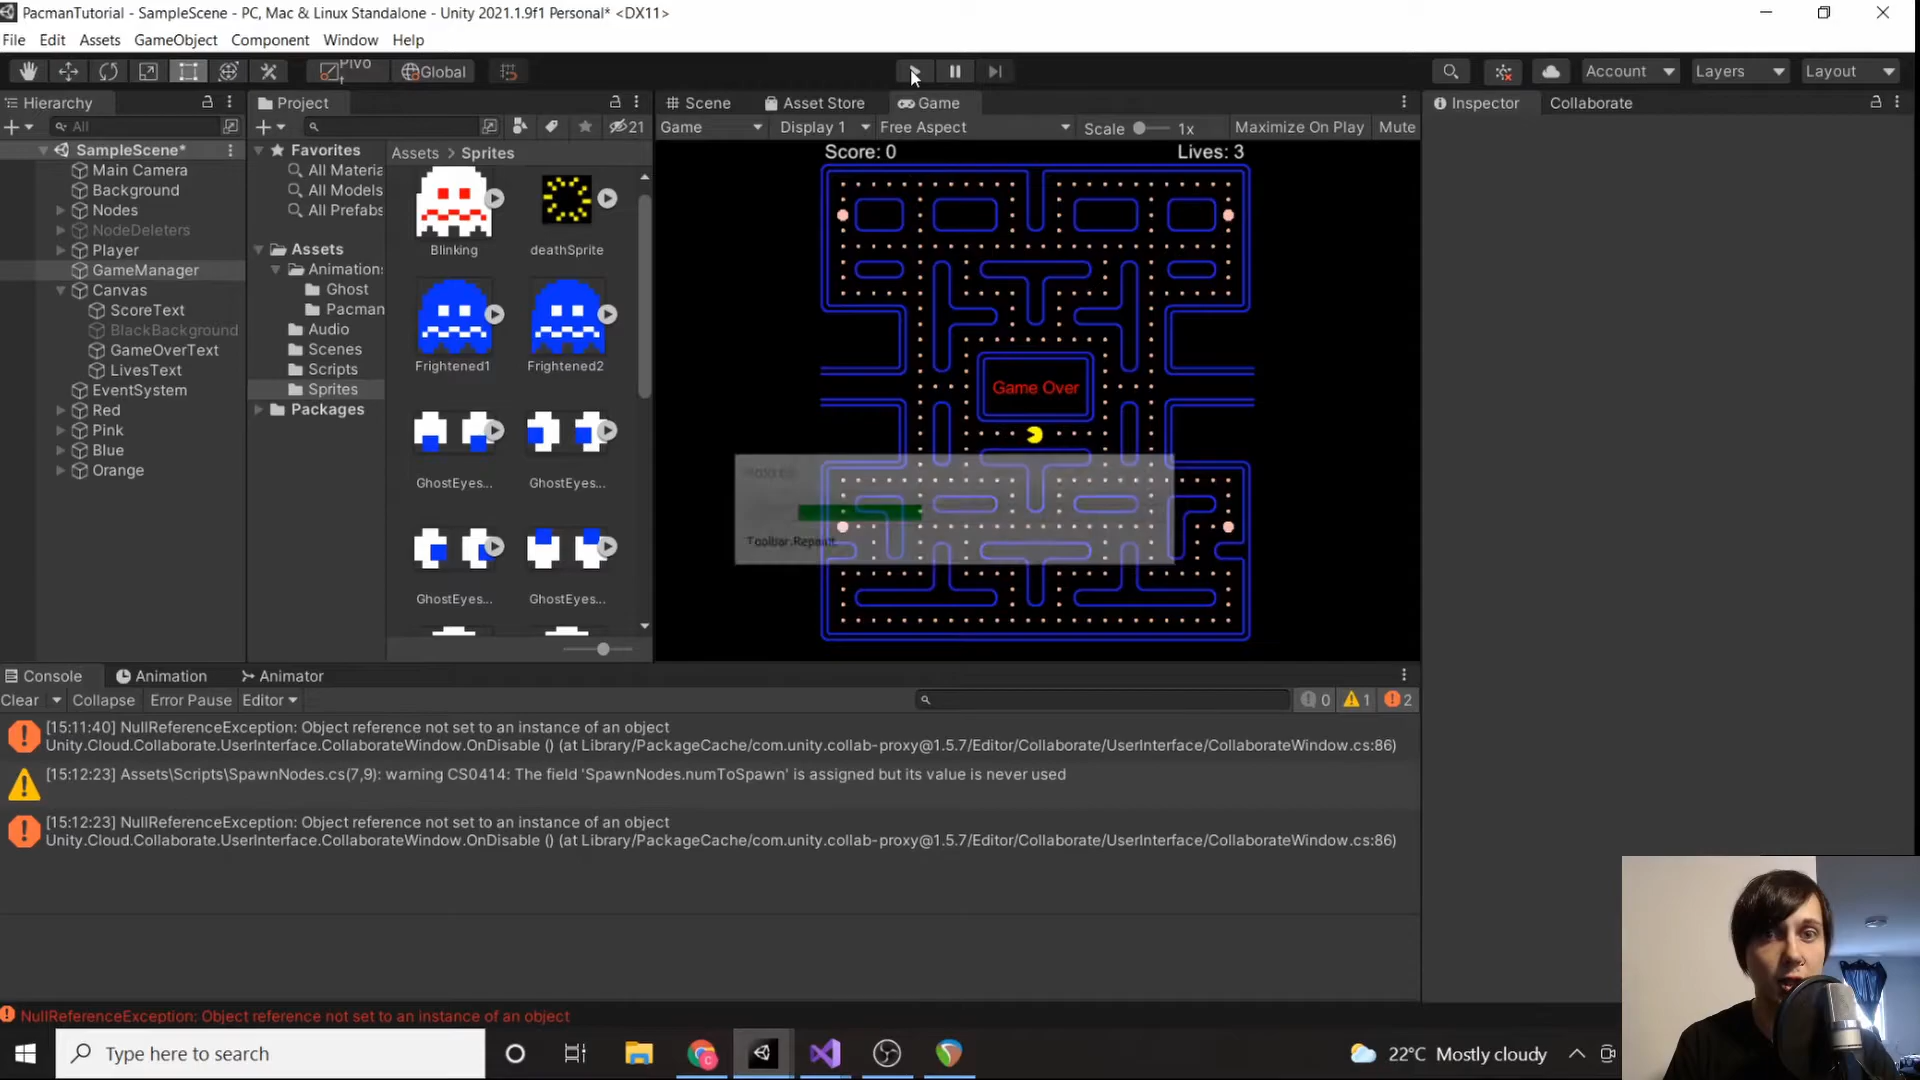 PacmanTutorial - SampleScene - PC, Mac & Linux Standalone - Unity 2021.1.9f1 Personal* <DX11>
File Edit Assets GameObject Component Window Help
Pivot Global
Account Layers Layout
Hierarchy
All
SampleScene*
Main Camera
Background
Nodes
NodeDeleters
Player
GameManager
Canvas
ScoreText
BlackBackground
GameOverText
LivesText
EventSystem
Red
Pink
Blue
Orange
Project
21
Favorites
All Materia
All Models
All Prefabs
Assets
Animation
Ghost
Pacman
Audio
Scenes
Scripts
Sprites
Packages
Assets > Sprites
Blinking deathSprite
Frightened1 Frightened2
GhostEyes... GhostEyes...
GhostEyes... GhostEyes...
Scene Asset Store Game
Game Display 1 Free Aspect Scale 1x Maximize On Play Mute
Score: 0 Lives: 3
Game Over
Toolbar.Repaint
Inspector Collaborate
Console Animation Animator
Clear Collapse Error Pause Editor
0 1 2
[15:11:40] NullReferenceException: Object reference not set to an instance of an object
Unity.Cloud.Collaborate.UserInterface.CollaborateWindow.OnDisable () (at Library/PackageCache/com.unity.collab-proxy@1.5.7/Editor/Collaborate/UserInterface/CollaborateWindow.cs:86)
[15:12:23] Assets\Scripts\SpawnNodes.cs(7,9): warning CS0414: The field 'SpawnNodes.numToSpawn' is assigned but its value is never used
[15:12:23] NullReferenceException: Object reference not set to an instance of an object
Unity.Cloud.Collaborate.UserInterface.CollaborateWindow.OnDisable () (at Library/PackageCache/com.unity.collab-proxy@1.5.7/Editor/Collaborate/UserInterface/CollaborateWindow.cs:86)
NullReferenceException: Object reference not set to an instance of an object
Type here to search
22°C Mostly cloudy